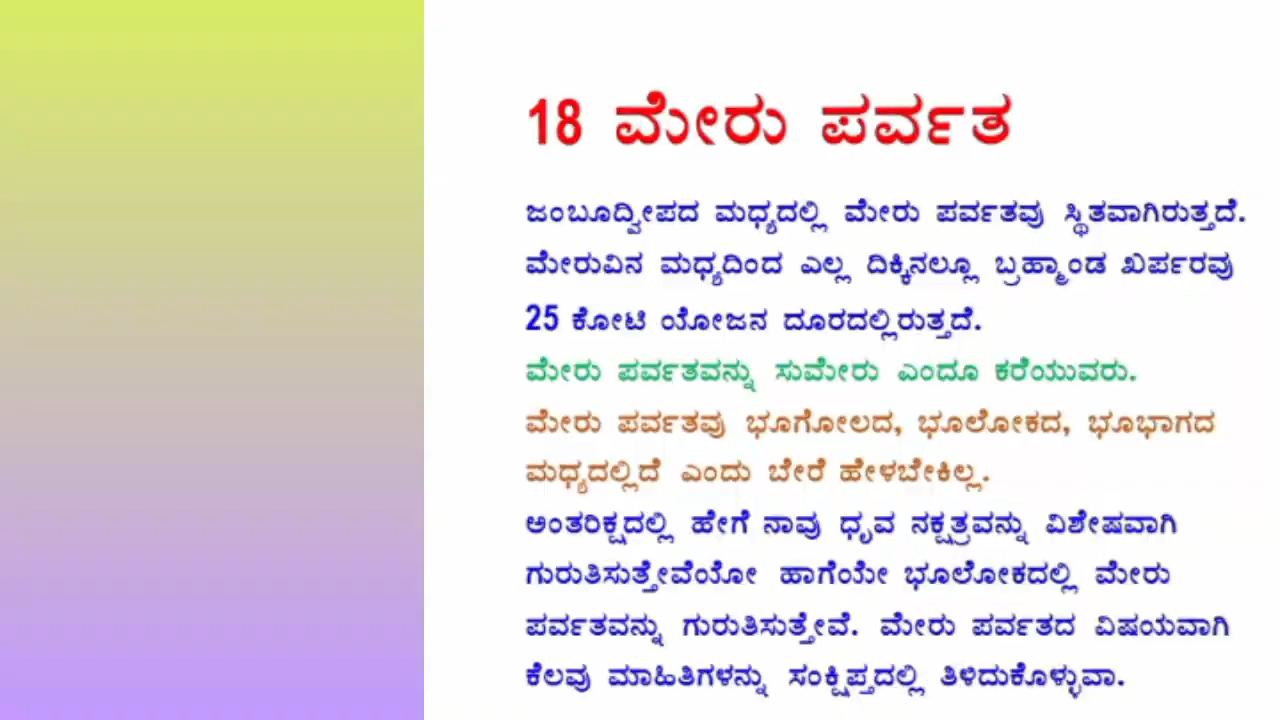 18 ಮೇರು ಪರ್ವತ
ಜಂಬೂದ್ವೀಪದ ಮಧ್ಯದಲ್ಲಿ ಮೇರು ಪರ್ವತವು ಸ್ಥಿತವಾಗಿರುತ್ತದೆ.
ಮೇರುವಿನ ಮಧ್ಯದಿಂದ ಎಲ್ಲ ದಿಕ್ಕಿನಲ್ಲೂ ಬ್ರಹ್ಮಾಂಡ ಖರ್ಪರವು
25 ಕೋಟಿ ಯೋಜನ ದೂರದಲ್ಲಿರುತ್ತದೆ.
ಮೇರು ಪರ್ವತವನ್ನು ಸುಮೇರು ಎಂದೂ ಕರೆಯುವರು.
ಮೇರು ಪರ್ವತವು ಭೂಗೋಲದ, ಭೂಲೋಕದ, ಭೂಭಾಗದ
ಮಧ್ಯದಲ್ಲಿದೆ ಎಂದು ಬೇರೆ ಹೇಳಬೇಕಿಲ್ಲ.
ಅಂತರಿಕ್ಷದಲ್ಲಿ ಹೇಗೆ ನಾವು ಧೃವ ನಕ್ಷತ್ರವನ್ನು ವಿಶೇಷವಾಗಿ
ಗುರುತಿಸುತ್ತೇವೆಯೋ ಹಾಗೆಯೇ ಭೂಲೋಕದಲ್ಲಿ ಮೇರು
ಪರ್ವತವನ್ನು ಗುರುತಿಸುತ್ತೇವೆ. ಮೇರು ಪರ್ವತದ ವಿಷಯವಾಗಿ
ಕೆಲವು ಮಾಹಿತಿಗಳನ್ನು ಸಂಕ್ಷಿಪ್ತದಲ್ಲಿ ತಿಳಿದುಕೊಳ್ಳುವಾ.